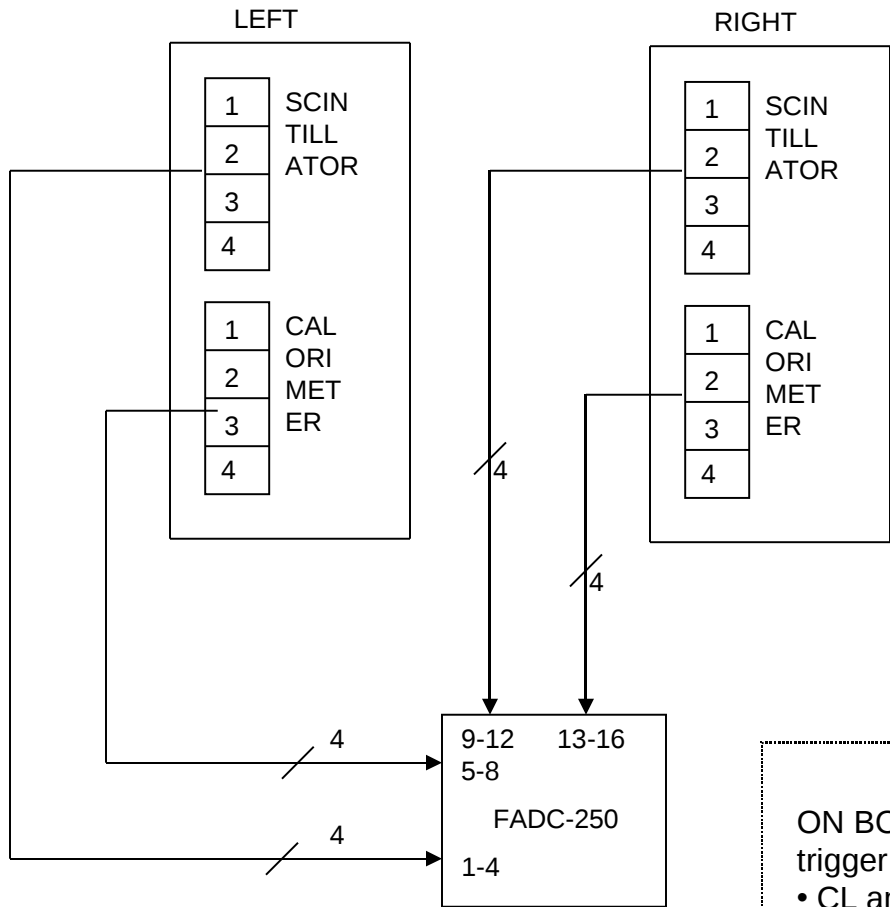 LEFT
RIGHT
1
2
3
4
SCIN
TILL
ATOR
1
2
3
4
CAL
ORI
MET
ER
1
2
3
4
SCIN
TILL
ATOR
1
2
3
4
CAL
ORI
MET
ER
4
4
4
4
9-12 13-16
5-8
FADC-250
1-4
trigger
• CL